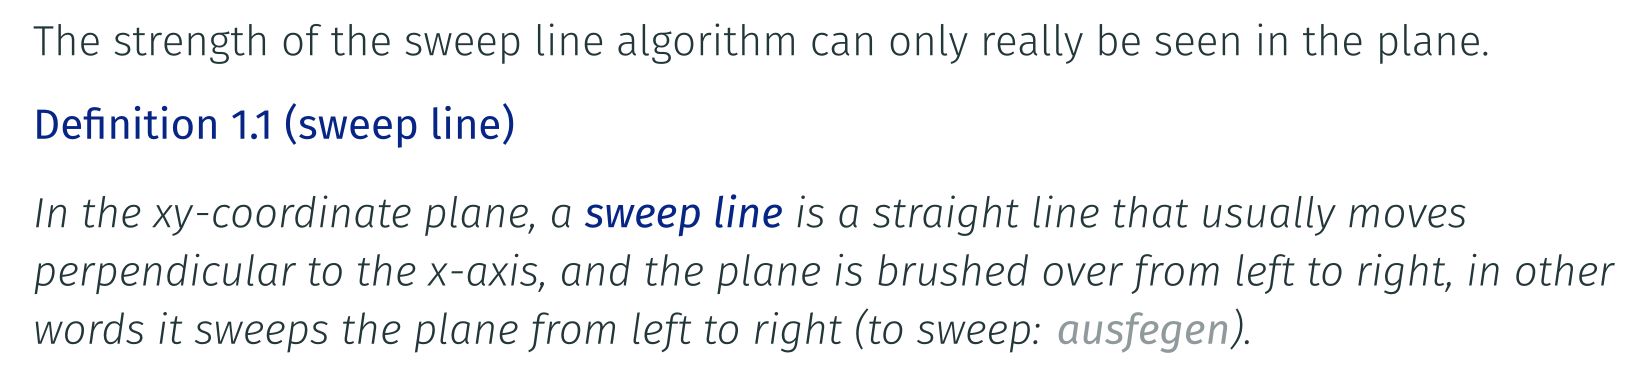 The strength of the sweep line algorithm can only really be seen in the plane.
Definition 1.1 (sweep line)
In the xy-coordinate plane, a sweep line is a straight line that usually moves
perpendicular to the x-axis, and the plane is brushed over from left to right, in other
words it sweeps the plane from left to right (to sweep: ausfegen).